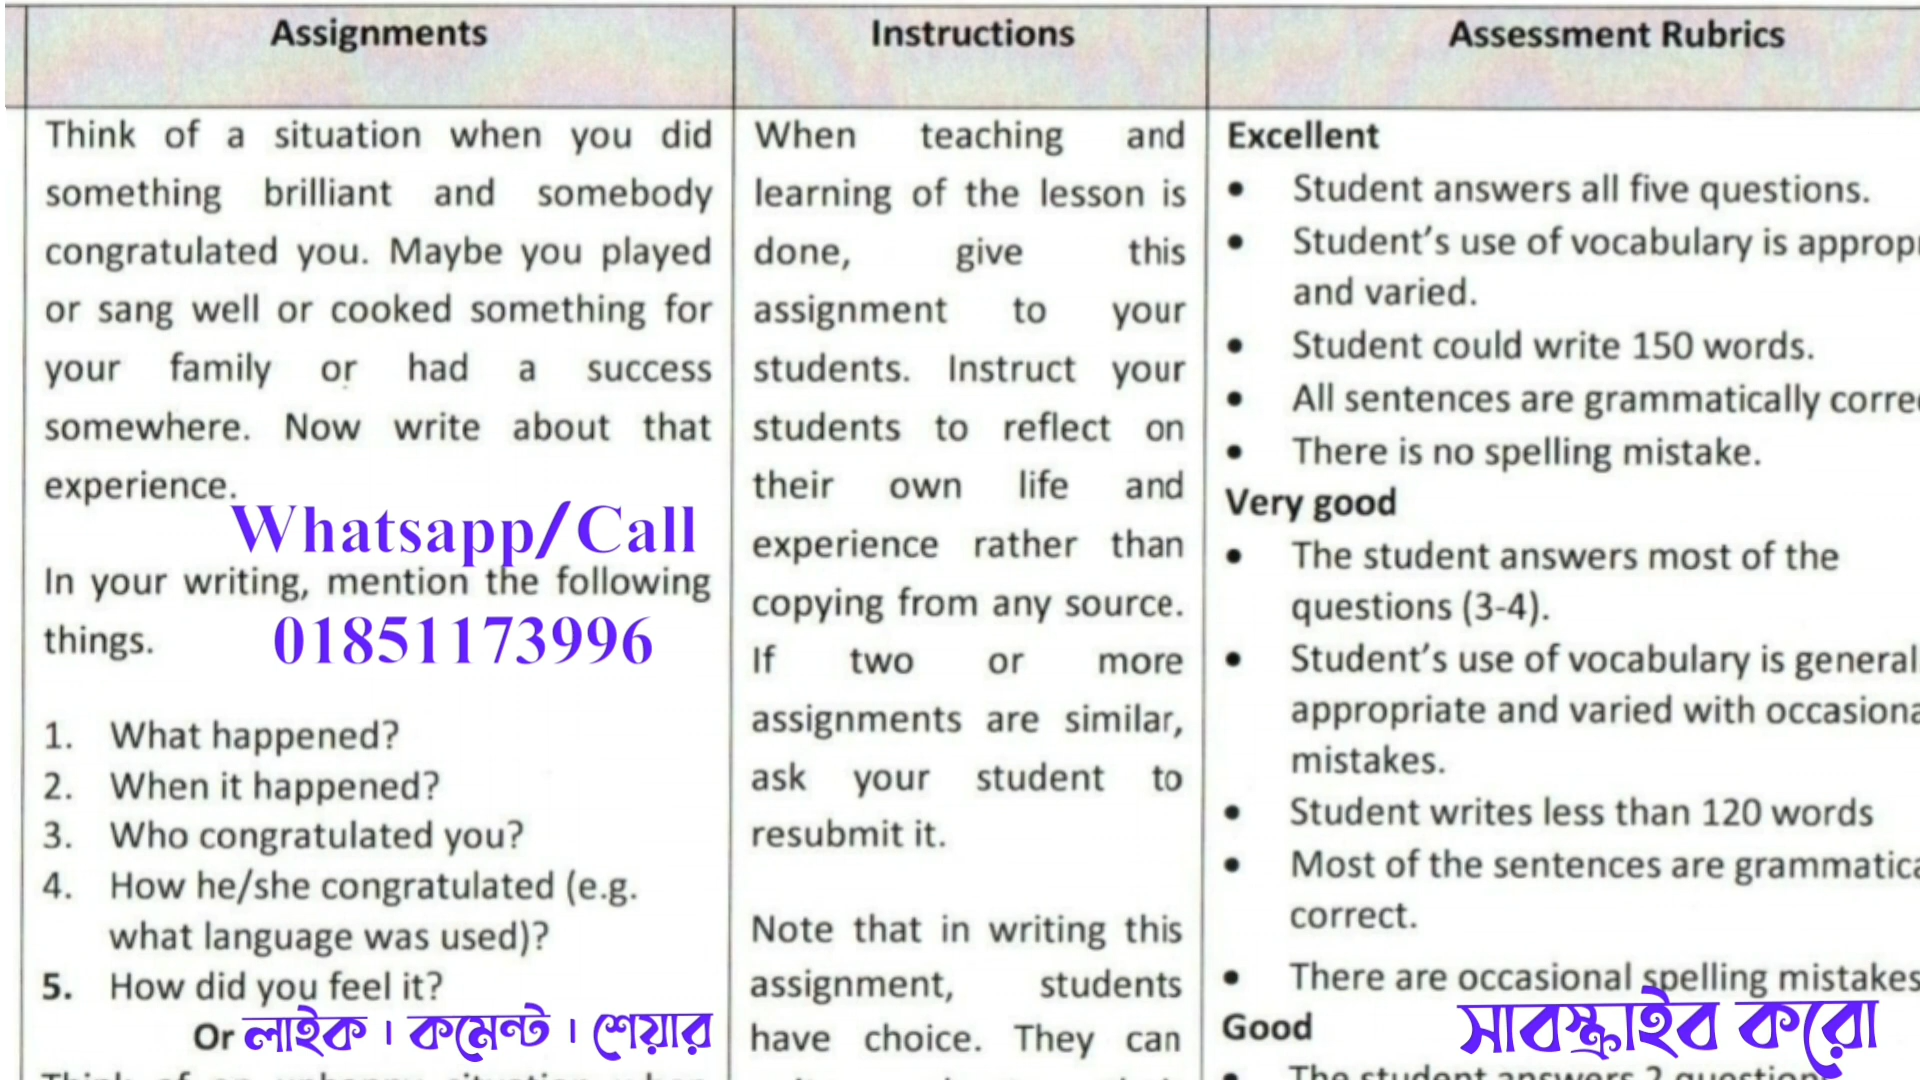 Assignments
Instructions
Assessment Rubrics
Think of a situation when you did
something brilliant and somebody
congratulated you. Maybe you played
or sang well or cooked something for
your family or had a success
somewhere. Now write about that
experience.
Whatsapp/Call
In your writing, mention the following
things.
01851173996
1. What happened?
2. When it happened?
3. Who congratulated you?
4. How he/she congratulated (e.g.
what language was used)?
5. How did you feel it?
Or
লাইক । কমেন্ট । শেয়ার
When teaching and
learning of the lesson is
done, give this
assignment to your
students. Instruct your
students to reflect on
their own life and
experience rather than
copying from any source.
If two or more
assignments are similar,
ask your student to
resubmit it.
Note that in writing this
assignment, students
have choice. They can
Excellent
• Student answers all five questions.
• Student's use of vocabulary is approp
and varied.
• Student could write 150 words.
• All sentences are grammatically corre
• There is no spelling mistake.
Very good
• The student answers most of the
questions (3-4).
• Student's use of vocabulary is general
appropriate and varied with occasiona
mistakes.
• Student writes less than 120 words
• Most of the sentences are grammatica
correct.
• There are occasional spelling mistakes
Good
সাবস্ক্রাইব করো
• The student answers 2 question